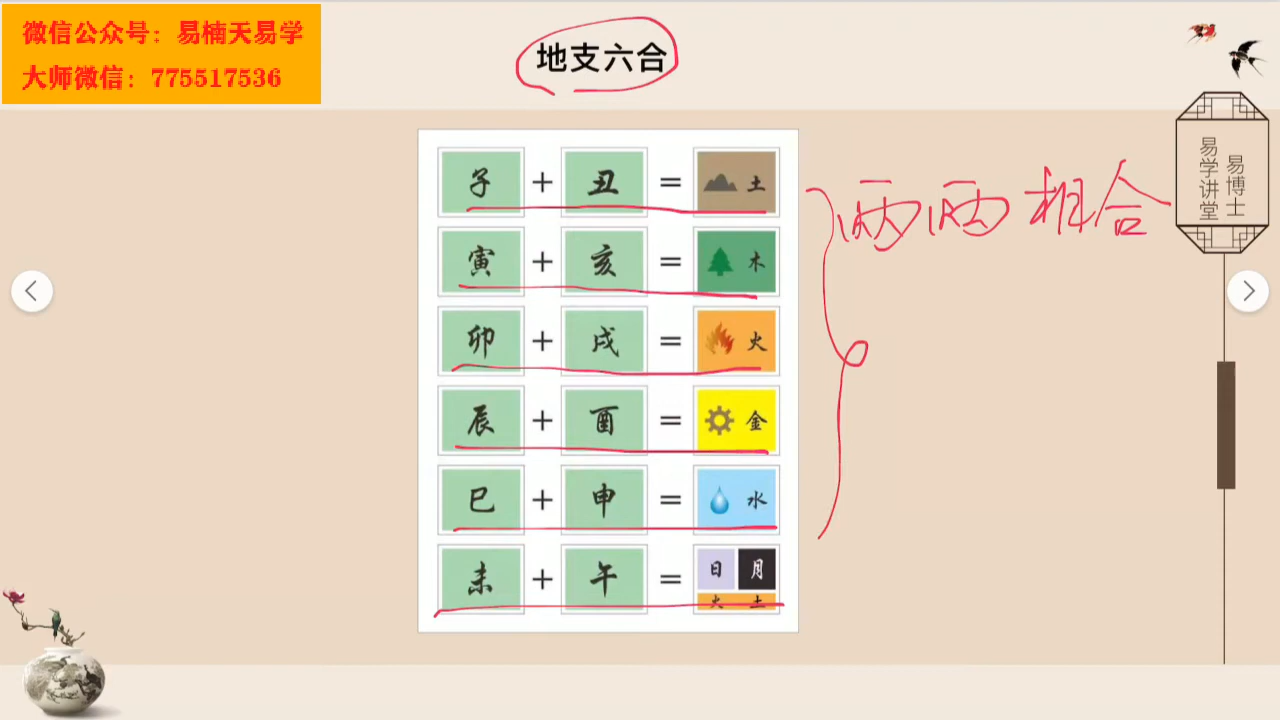 微信公众号：易楠天易学
大师微信：775517536
地支六合
子 + 丑 = 土
寅 + 亥 = 木
卯 + 戌 = 火
辰 + 酉 = 金
巳 + 申 = 水
未 + 午 = 日 月
火 土
两两相合
易博士
易学讲堂